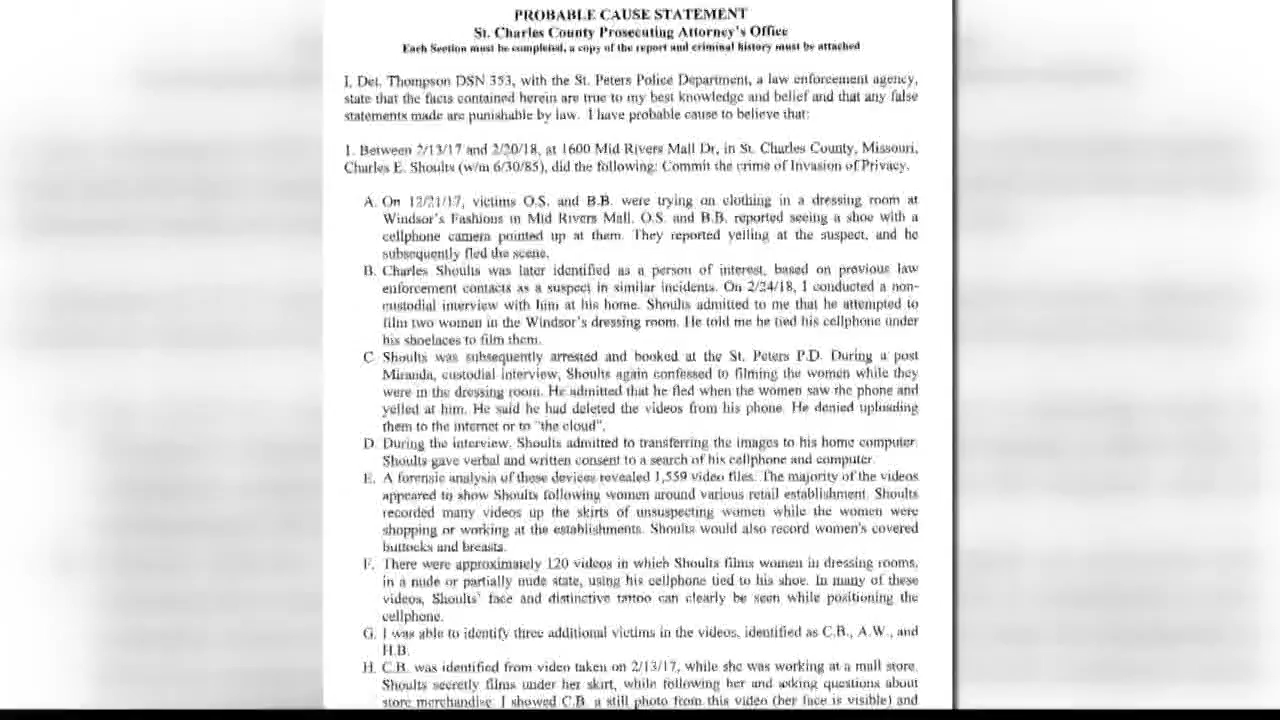 PROBABLE CAUSE STATEMENT
St. Charles County Prosecuting Attorney's Office
Each Section must be completed, a copy of the report and criminal history must be attached
I, Det. Thompson DSN 353, with the St. Peters Police Department, a law enforcement agency,
state that the facts contained herein are true to my best knowledge and belief and that any false
statements made are punishable by law. I have probable cause to believe that:
1. Between 2/13/17 and 2/20/18, at 1600 Mid Rivers Mall Dr, in St. Charles County, Missouri,
Charles E. Shoults (w/m 6/30/85), did the following: Commit the crime of Invasion of Privacy.
A. On 12/21/17, victims O.S. and B.B. were trying on clothing in a dressing room at
Windsor's Fashions in Mid Rivers Mall. O.S. and B.B. reported seeing a shoe with a
cellphone camera pointed up at them. They reported yelling at the suspect, and he
subsequently fled the scene.
B. Charles Shoults was later identified as a person of interest, based on previous law
enforcement contacts as a suspect in similar incidents. On 2/24/18, I conducted a non-
custodial interview with him at his home. Shoults admitted to me that he attempted to
film two women in the Windsor's dressing room. He told me he tied his cellphone under
his shoelaces to film them.
C. Shoults was subsequently arrested and booked at the St. Peters P.D. During a post
Miranda, custodial interview, Shoults again confessed to filming the women while they
were in the dressing room. He admitted that he fled when the women saw the phone and
yelled at him. He said he had deleted the videos from his phone. He denied uploading
them to the internet or to "the cloud".
D. During the interview, Shoults admitted to transferring the images to his home computer.
Shoults gave verbal and written consent to a search of his cellphone and computer.
E. A forensic analysis of those devices revealed 1,559 video files. The majority of the videos
appeared to show Shoults following women around various retail establishment. Shoults
recorded many videos up the skirts of unsuspecting women while the women were
shopping or working at the establishments. Shoults would also record women's covered
buttocks and breasts.
F. There were approximately 120 videos in which Shoults films women in dressing rooms,
in a nude or partially nude state, using his cellphone tied to his shoe. In many of these
videos, Shoults' face and distinctive tattoo can clearly be seen while positioning the
cellphone.
G. I was able to identify three additional victims in the videos, identified as C.B., A.W., and
H.B.
H. C.B. was identified from video taken on 2/13/17, while she was working at a mall store.
Shoults secretly films under her skirt, while following her and asking questions about
store merchandise. I showed C.B. a still photo from this video (her face is visible) and